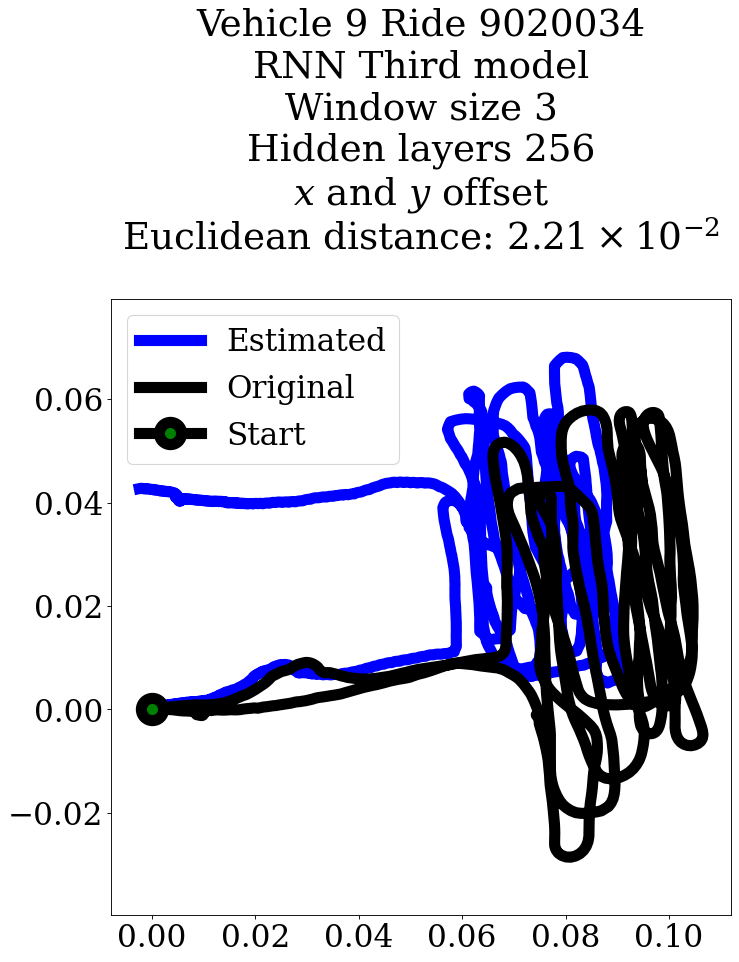 Vehicle 9 Ride 9020034
RNN Third model
Window size 3
Hidden layers 256
x and y offset
Euclidean distance: 2.21 × 10⁻²
Estimated
Original
Start
0.06
0.04
0.02
0.00
−0.02
0.00 0.02 0.04 0.06 0.08 0.10